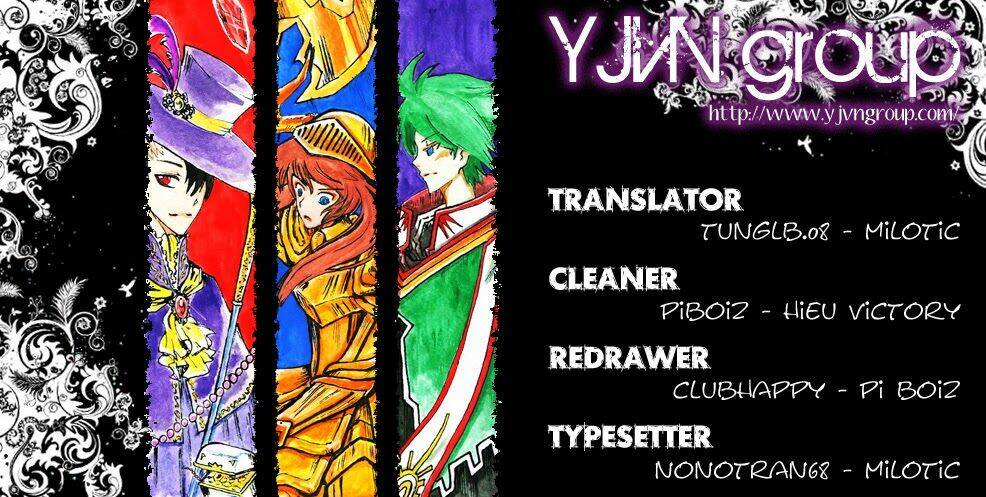 YJVN group
http://www.yjvngroup.com/
TRANSLATOR
TUNGLB.08 - MiLOTiC
CLEANER
PiBOiZ - HiEU ViCTORY
REDRAWER
CLUBHAPPY - Pi BOiZ
TYPESETTER
NONOTRAN68 - MiLOTiC